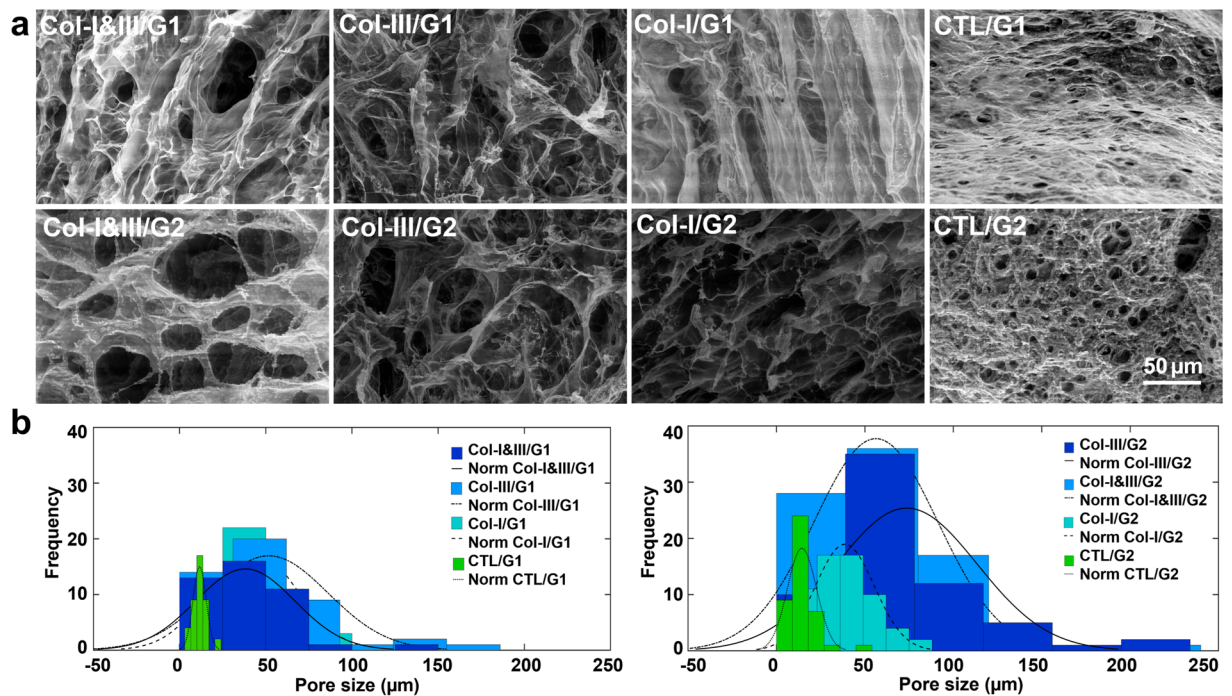 a
Col-I&III/G1
Col-III/G1
Col-I/G1
CTL/G1
Col-I&III/G2
Col-III/G2
Col-I/G2
CTL/G2
50 µm
b
40
30
20
10
0
Frequency
-50
0
50
100
150
200
250
Pore size (µm)
Col-I&III/G1
Norm Col-I&III/G1
Col-III/G1
Norm Col-III/G1
Col-I/G1
Norm Col-I/G1
CTL/G1
Norm CTL/G1
40
30
20
10
0
Frequency
-50
0
50
100
150
200
250
Pore size (µm)
Col-III/G2
Norm Col-III/G2
Col-I&III/G2
Norm Col-I&III/G2
Col-I/G2
Norm Col-I/G2
CTL/G2
Norm CTL/G2